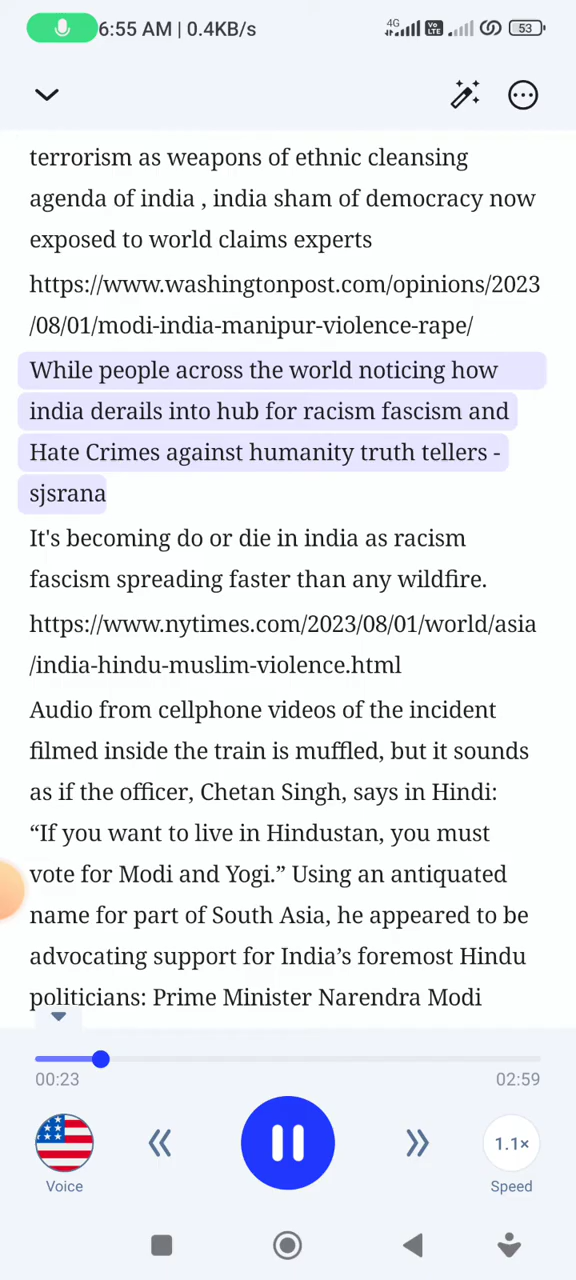 6:55 AM | 0.4KB/s
4G
Vo
LTE
53
terrorism as weapons of ethnic cleansing
agenda of india , india sham of democracy now
exposed to world claims experts
https://www.washingtonpost.com/opinions/2023
/08/01/modi-india-manipur-violence-rape/
While people across the world noticing how
india derails into hub for racism fascism and
Hate Crimes against humanity truth tellers -
sjsrana
It's becoming do or die in india as racism
fascism spreading faster than any wildfire.
https://www.nytimes.com/2023/08/01/world/asia
/india-hindu-muslim-violence.html
Audio from cellphone videos of the incident
filmed inside the train is muffled, but it sounds
as if the officer, Chetan Singh, says in Hindi:
“If you want to live in Hindustan, you must
vote for Modi and Yogi.” Using an antiquated
name for part of South Asia, he appeared to be
advocating support for India’s foremost Hindu
politicians: Prime Minister Narendra Modi
00:23
02:59
1.1×
Voice
Speed